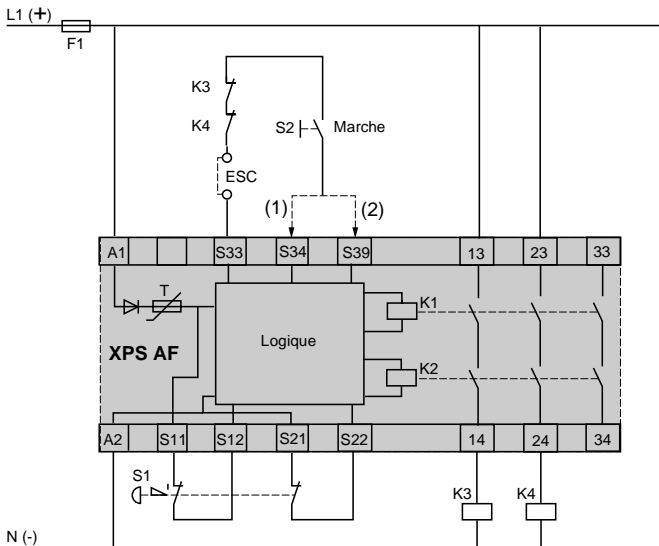 L1 (+)
F1
K3
K4
S2
Marche
ESC
(1)
(2)
A1
S33
S34
S39
13
23
33
T
K1
XPS AF
Logique
K2
A2
S11
S12
S21
S22
14
24
34
S1
K3
K4
N (-)